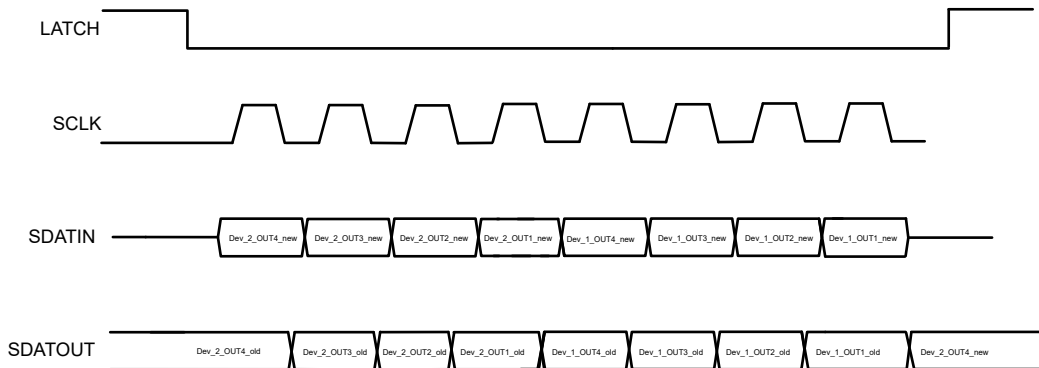 LATCH
SCLK
SDATIN Dev_2_OUT4_new Dev_2_OUT3_new Dev_2_OUT2_new Dev_2_OUT1_new Dev_1_OUT4_new Dev_1_OUT3_new Dev_1_OUT2_new Dev_1_OUT1_new
SDATOUT Dev_2_OUT4_old Dev_2_OUT3_old Dev_2_OUT2_old Dev_2_OUT1_old Dev_1_OUT4_old Dev_1_OUT3_old Dev_1_OUT2_old Dev_1_OUT1_old Dev_2_OUT4_new